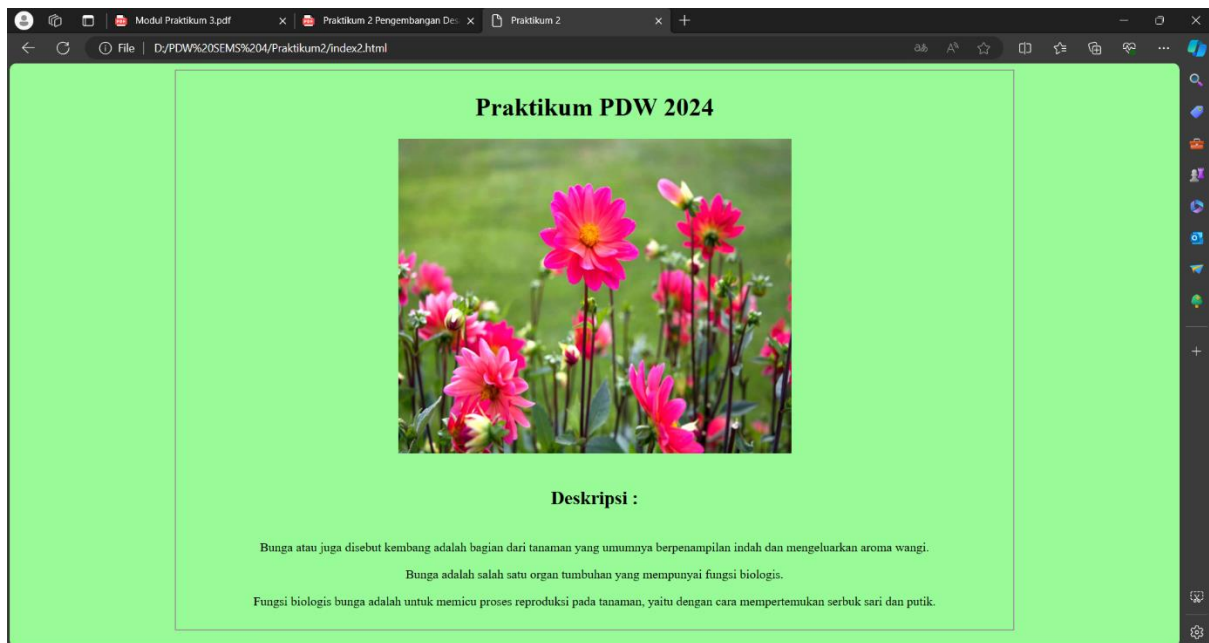 Modul Praktikum 3.pdf
Praktikum 2 Pengembangan Des
Praktikum 2
File
D:/PDW%20SEMS%204/Praktikum2/index2.html
Praktikum PDW 2024
Deskripsi :
Bunga atau juga disebut kembang adalah bagian dari tanaman yang umumnya berpenampilan indah dan mengeluarkan aroma wangi.
Bunga adalah salah satu organ tumbuhan yang mempunyai fungsi biologis.
Fungsi biologis bunga adalah untuk memicu proses reproduksi pada tanaman, yaitu dengan cara mempertemukan serbuk sari dan putik.